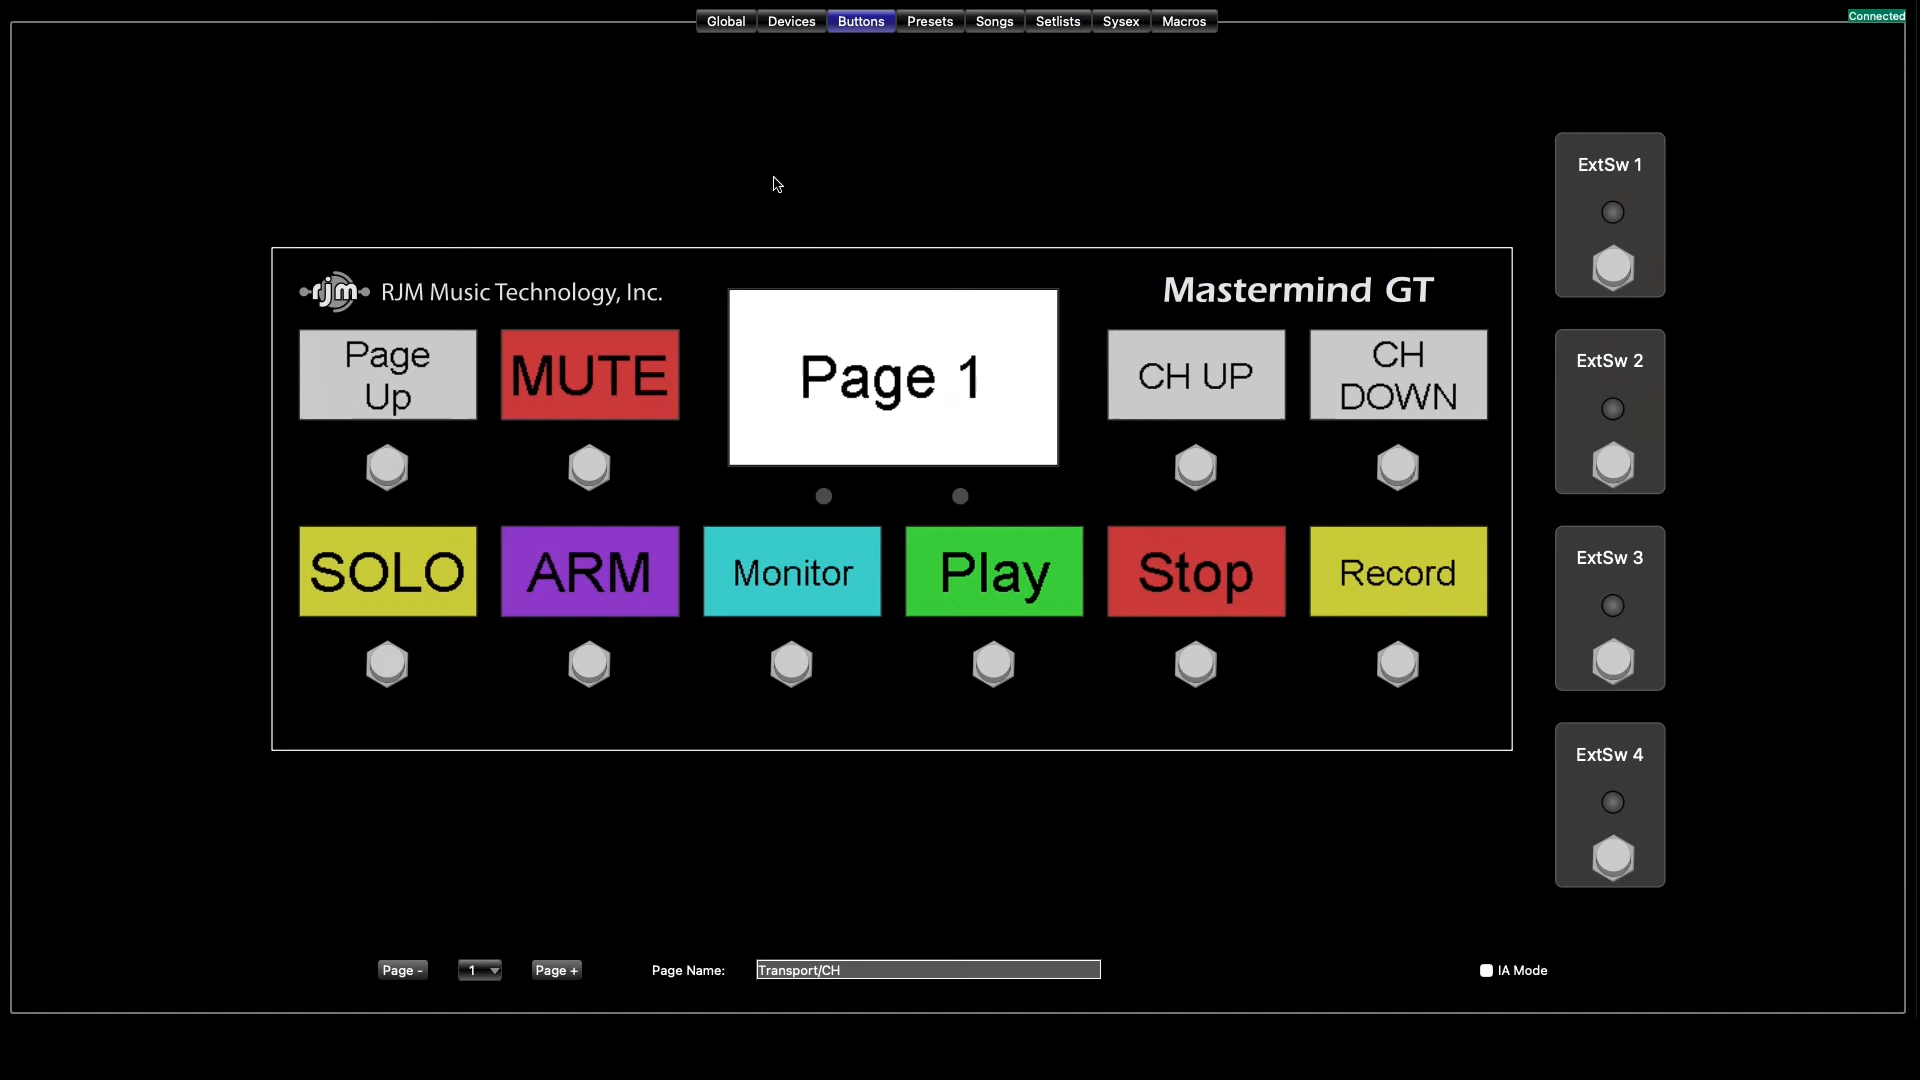 Global Devices Buttons Presets Songs Setlists Sysex Macros
Connected
ExtSw 1
rjm RJM Music Technology, Inc.
Mastermind GT
Page
Up
MUTE
Page 1
CH UP
CH
DOWN
ExtSw 2
SOLO
ARM
Monitor
Play
Stop
Record
ExtSw 3
ExtSw 4
Page - 1 Page + Page Name: Transport/CH IA Mode